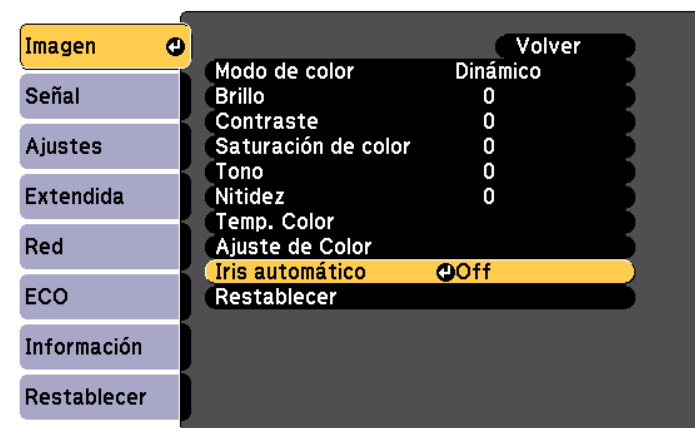 Imagen
Señal
Ajustes
Extendida
Red
ECO
Información
Restablecer
Volver
Modo de color Dinámico
Brillo 0
Contraste 0
Saturación de color 0
Tono 0
Nitidez 0
Temp. Color
Ajuste de Color
Iris automático Off
Restablecer